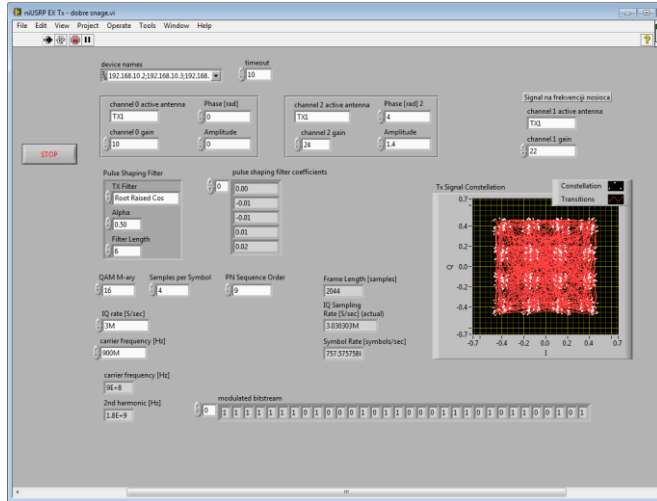 niUSRP EX Tx - dobre snage.vi
File Edit View Project Operate Tools Window Help
device names
192.168.10.2;192.168.10.3;192.168.
timeout
10
channel 0 active antenna
TX1
Phase [rad]
0
channel 0 gain
10
Amplitude
0
channel 2 active antenna
TX1
Phase [rad] 2
4
channel 2 gain
24
Amplitude
1.4
Signal na frekvenciji nosioca
channel 1 active antenna
TX1
channel 1 gain
22
STOP
Pulse Shaping Filter
TX Filter
Root Raised Cos
Alpha
0.50
Filter Length
6
pulse shaping filter coefficients
0
0.00
-0.01
-0.01
0.01
0.02
Tx Signal Constellation
Constellation
Transitions
0.7
0.4
0.2
Q 0.0
-0.2
-0.4
-0.7
-0.7 -0.4 -0.2 0.0 0.2 0.4 0.7
I
QAM M-ary
16
Samples per Symbol
4
PN Sequence Order
9
Frame Length [samples]
2044
IQ rate [S/sec]
3M
IQ Sampling
Rate [S/sec] (actual)
3.030303M
carrier frequency [Hz]
900M
Symbol Rate [symbols/sec]
757.575758
carrier frequency [Hz]
9E+8
2nd harmonic [Hz]
1.8E+9
modulated bitstream
0 1 1 1 1 1 1 1 0 1 0 0 0 1 0 1 0 0 0 1 1 1 0 1 0 1 1 0 0 1 0 1